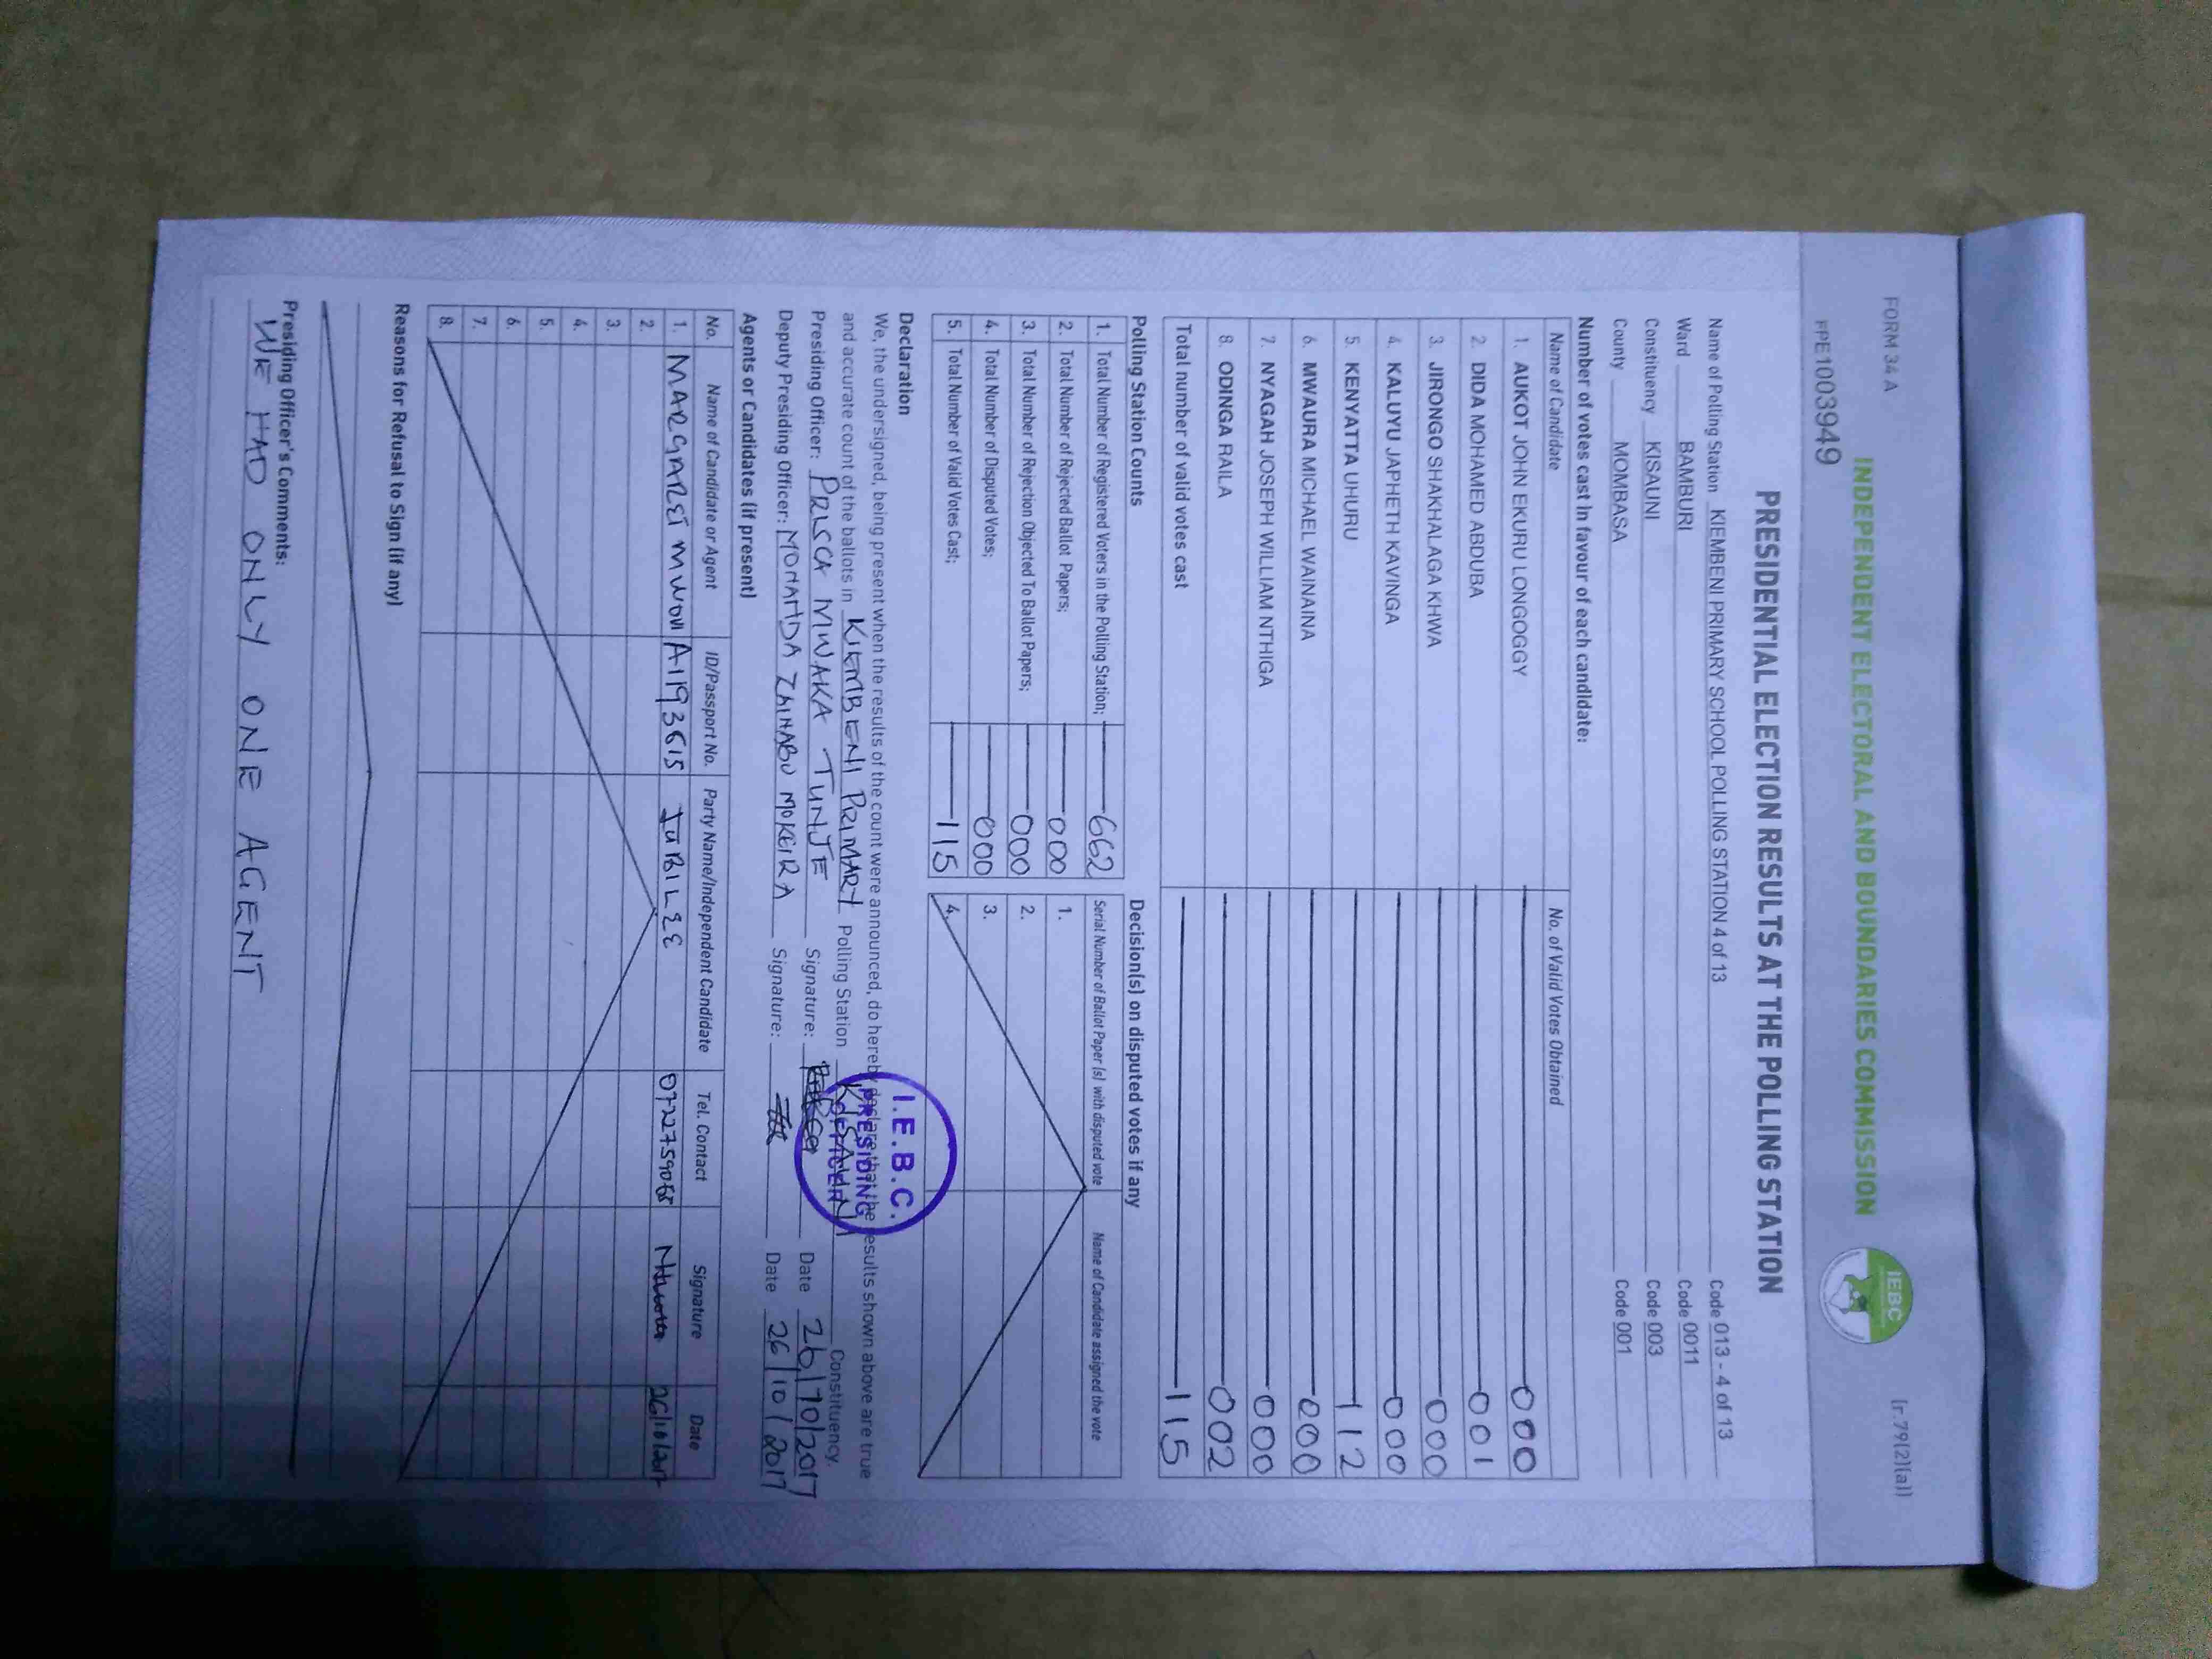 FORM 34 A
[r.79(2)(a)]
INDEPENDENT ELECTORAL AND BOUNDARIES COMMISSION
IEBC
PPE1003949
PRESIDENTIAL ELECTION RESULTS AT THE POLLING STATION
Name of Polling Station KIEMBENI PRIMARY SCHOOL POLLING STATION 4 of 13 Code 013 - 4 of 13
Ward BAMBURI Code 0011
Constituency KISAUNI Code 003
County MOMBASA Code 001
Number of votes cast in favour of each candidate:
Name of Candidate No. of Valid Votes Obtained
1. AUKOT JOHN EKURU LONGOGGY 000
2. DIDA MOHAMED ABDUBA 001
3. JIRONGO SHAKHALAGA KHWA 000
4. KALUYU JAPHETH KAVINGA 000
5. KENYATTA UHURU 112
6. MWAURA MICHAEL WAINAINA 000
7. NYAGAH JOSEPH WILLIAM NTHIGA 000
8. ODINGA RAILA 002
Total number of valid votes cast 115
Polling Station Counts Decision(s) on disputed votes if any
1. Total Number of Registered Voters in the Polling Station; 662 Serial Number of Ballot Paper (s) with disputed vote Name of Candidate assigned the vote
2. Total Number of Rejected Ballot Papers; 000 1.
3. Total Number of Rejection Objected To Ballot Papers; 000 2.
4. Total Number of Disputed Votes; 000 3.
5. Total Number of Valid Votes Cast; 115 4.
Declaration
We, the undersigned, being present when the results of the count were announced, do hereby declare that the results shown above are true
and accurate count of the ballots in KIEMBENI PRIMARY Polling Station KISAUNI Constituency.
I.E.B.C.
PRESIDING
OFFICER
Presiding Officer: PRISCA MWAKA TUNJE Signature: Date 26/10/2017
Deputy Presiding Officer: MOHAMMED ZAINABU MOKEIRA Signature: Date 26/10/2017
Agents or Candidates (if present)
No. Name of Candidate or Agent ID/Passport No. Party Name/Independent Candidate Tel. Contact Signature Date
1. MARGARET A1193615 JUBILEE 26/10/2017
2.
3.
4.
5.
6.
7.
8.
Reasons for Refusal to Sign (if any)
Presiding Officer's Comments:
WE HAD ONLY ONE AGENT